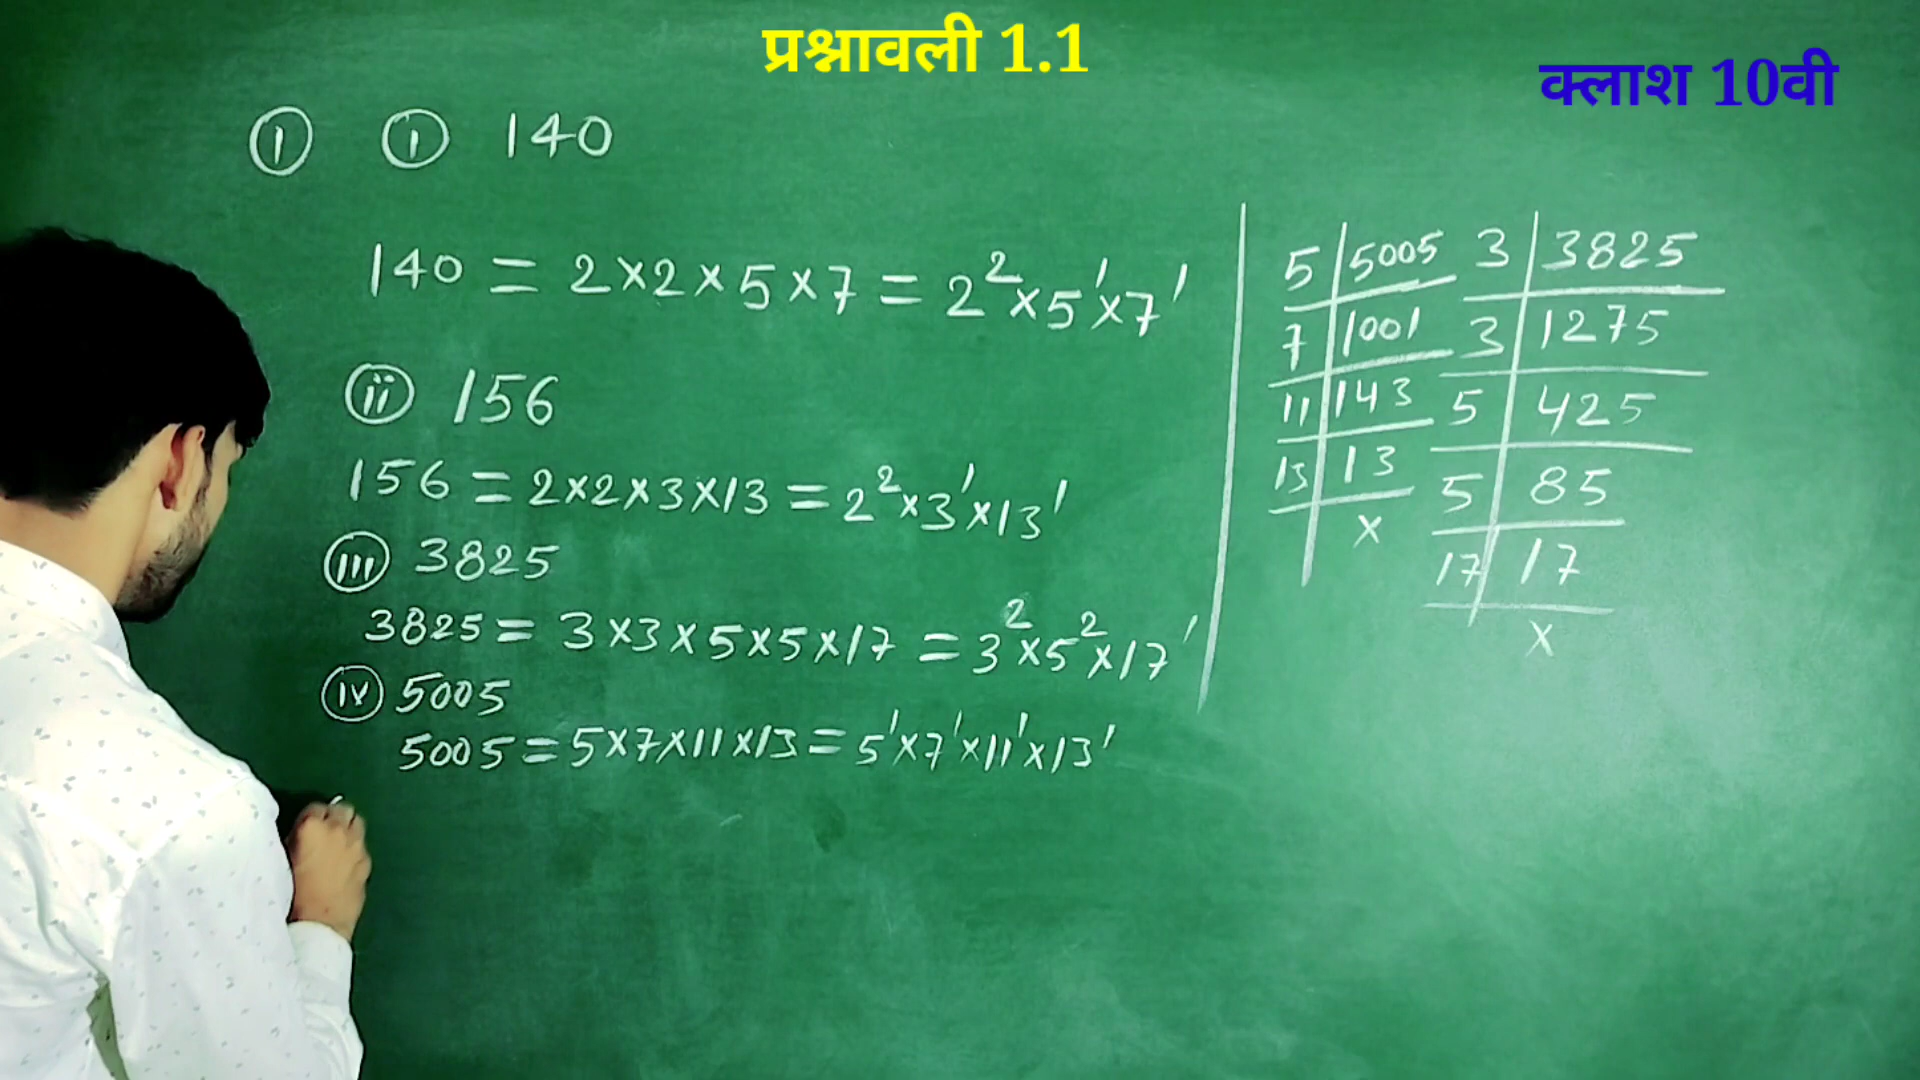 प्रश्नावली 1.1
क्लाश 10वी
① ① 140
140 = 2×2×5×7 = 2²×5¹×7¹
ⅱ 156
156 = 2×2×3×13 = 2²×3¹×13¹
ⅲ 3825
3825 = 3×3×5×5×17 = 3²×5²×17¹
ⅳ 5005
5005 = 5×7×11×13 = 5¹×7¹×11¹×13¹
5 | 5005
7 | 1001
11 | 143
13 | 13
x
3 | 3825
3 | 1275
5 | 425
5 | 85
17 | 17
x